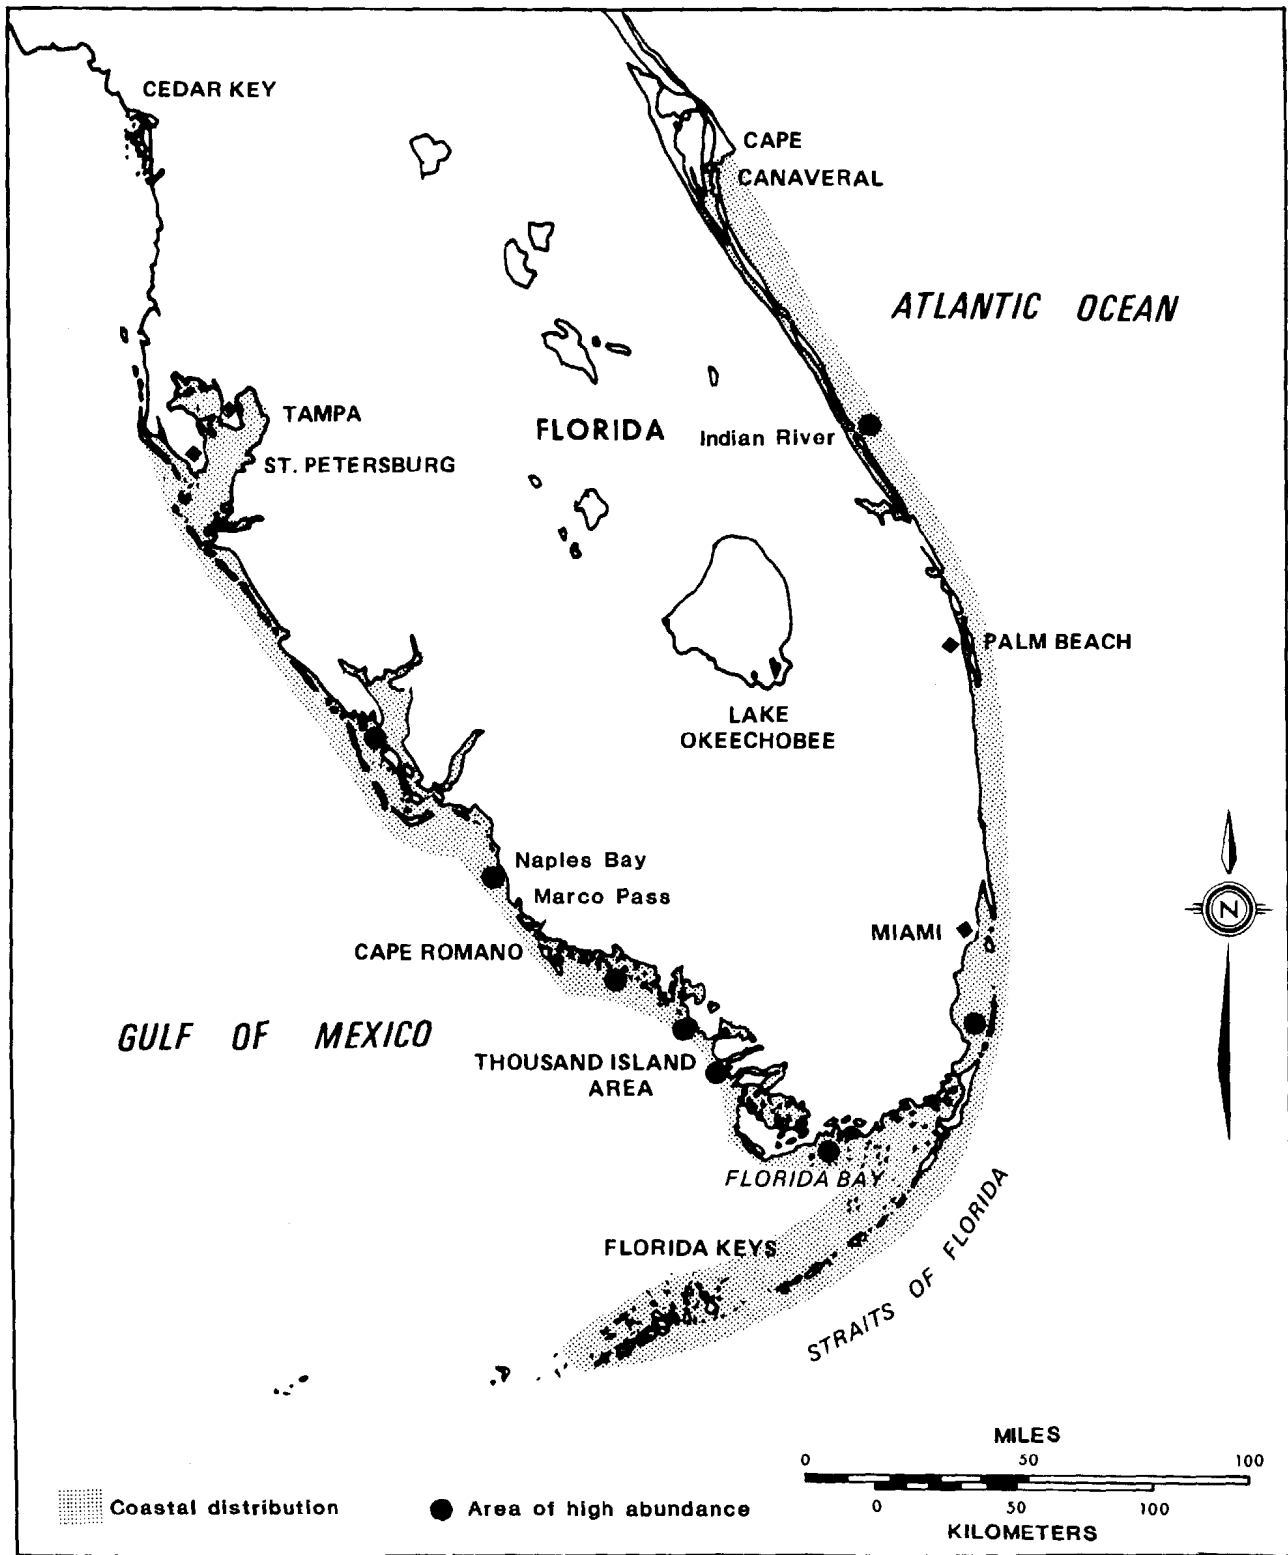 CEDAR KEY
CAPE
CANAVERAL
ATLANTIC OCEAN
TAMPA
FLORIDA
Indian River
ST. PETERSBURG
PALM BEACH
LAKE
OKEECHOBEE
Naples Bay
Marco Pass
MIAMI
CAPE ROMANO
N
GULF OF MEXICO
THOUSAND ISLAND
AREA
FLORIDA BAY
FLORIDA KEYS
STRAITS OF FLORIDA
MILES
0 50 100
Coastal distribution
Area of high abundance
0 50 100
KILOMETERS